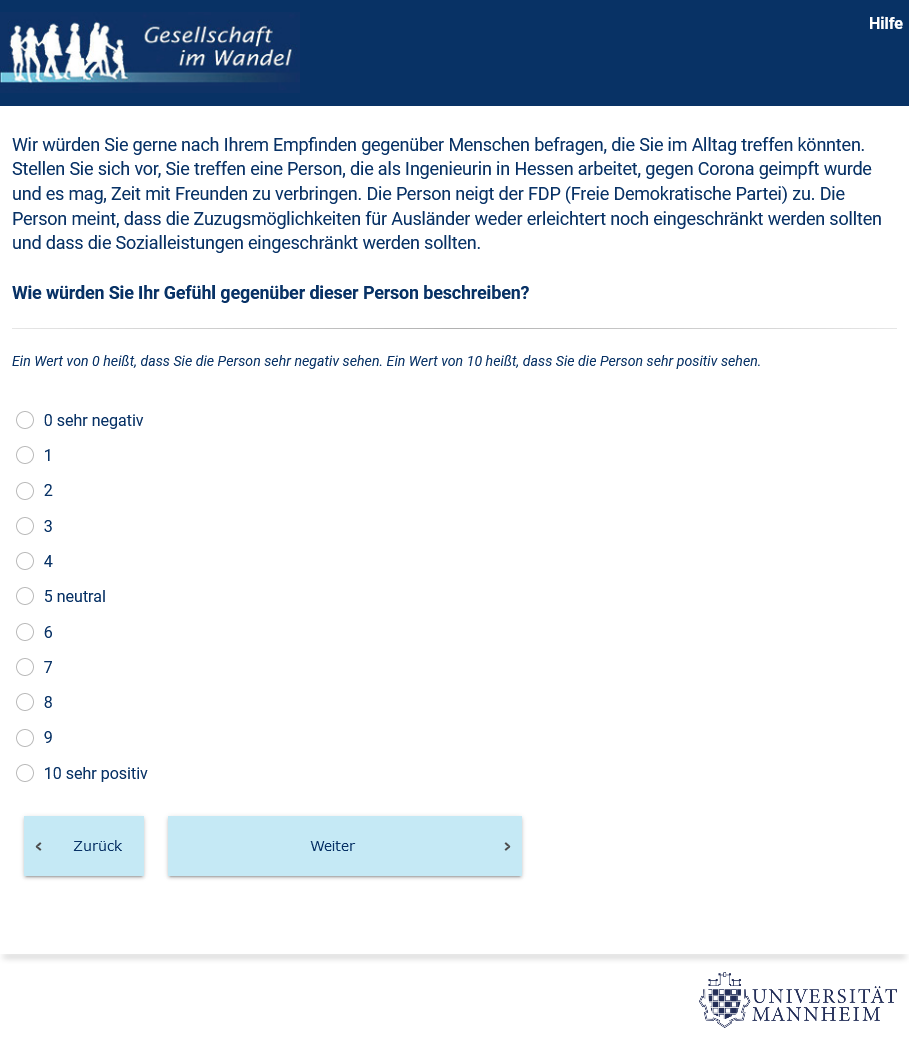 Gesellschaft
im Wandel
Hilfe
Wir würden Sie gerne nach Ihrem Empfinden gegenüber Menschen befragen, die Sie im Alltag treffen könnten.
Stellen Sie sich vor, Sie treffen eine Person, die als Ingenieurin in Hessen arbeitet, gegen Corona geimpft wurde
und es mag, Zeit mit Freunden zu verbringen. Die Person neigt der FDP (Freie Demokratische Partei) zu. Die
Person meint, dass die Zuzugsmöglichkeiten für Ausländer weder erleichtert noch eingeschränkt werden sollten
und dass die Sozialleistungen eingeschränkt werden sollten.
Wie würden Sie Ihr Gefühl gegenüber dieser Person beschreiben?
Ein Wert von 0 heißt, dass Sie die Person sehr negativ sehen. Ein Wert von 10 heißt, dass Sie die Person sehr positiv sehen.
0 sehr negativ
1
2
3
4
5 neutral
6
7
8
9
10 sehr positiv
Zurück
Weiter
UNIVERSITÄT
MANNHEIM